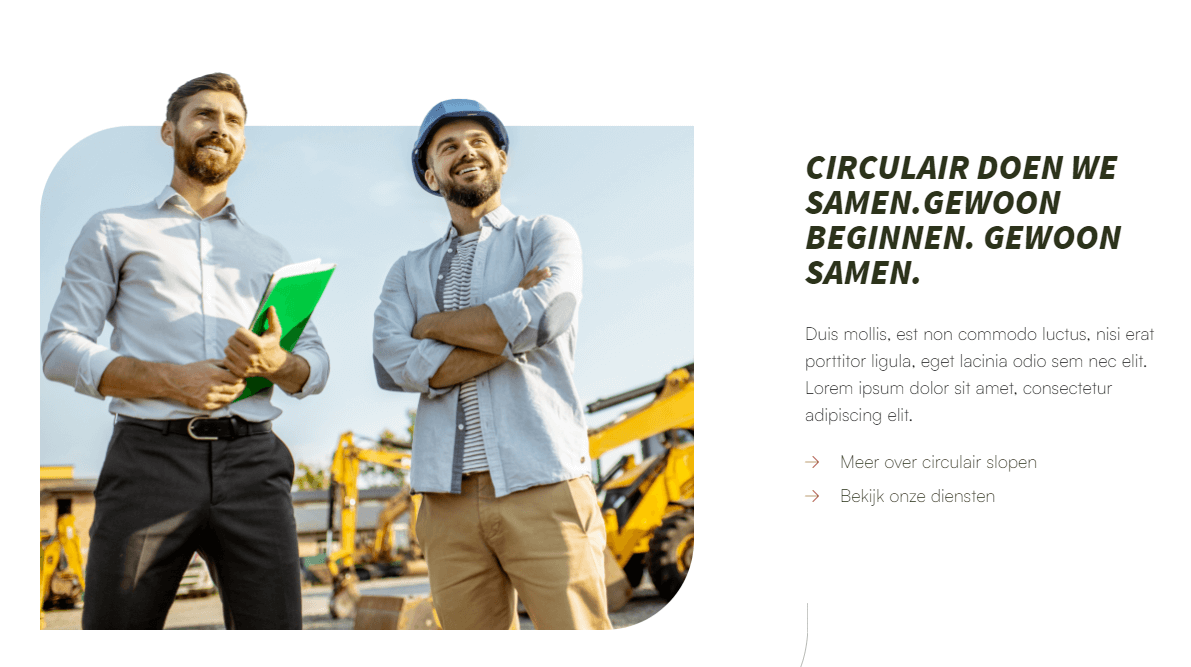 CIRCULAIR DOEN WE
SAMEN.GEWOON
BEGINNEN. GEWOON
SAMEN.
Duis mollis, est non commodo luctus, nisi erat
porttitor ligula, eget lacinia odio sem nec elit.
Lorem ipsum dolor sit amet, consectetur
adipiscing elit.
Meer over circulair slopen
Bekijk onze diensten